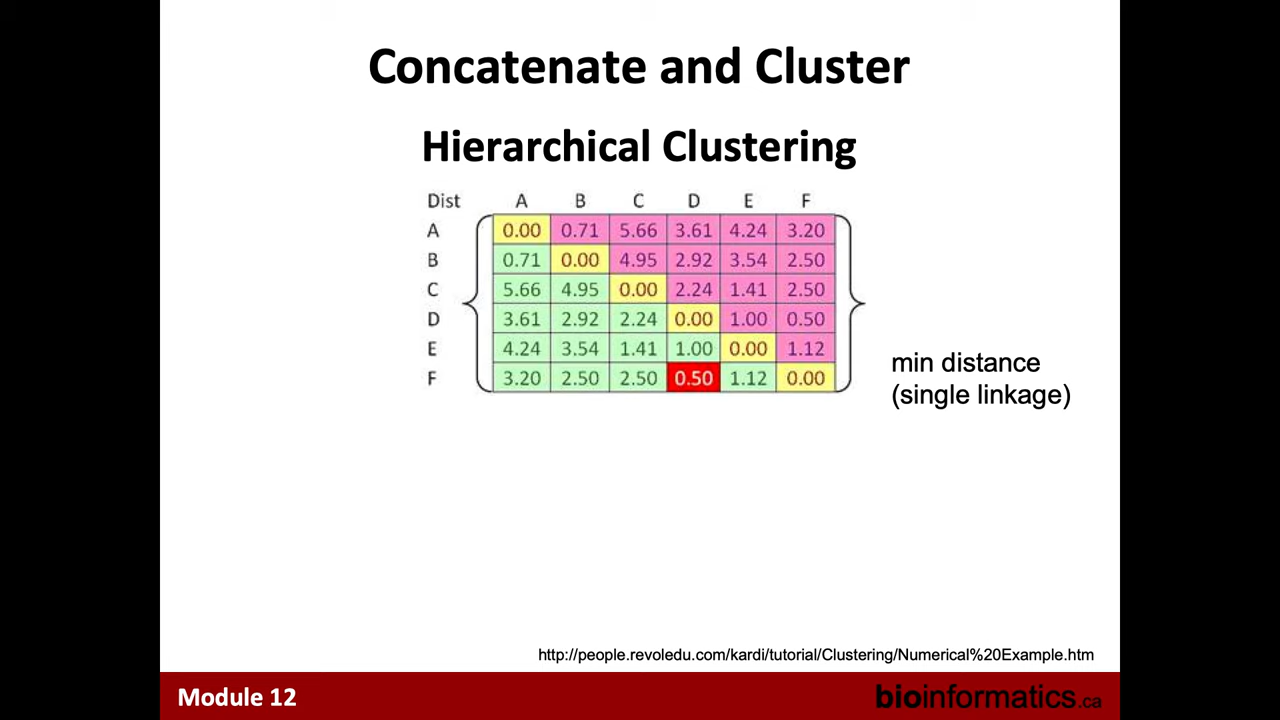 Concatenate and Cluster
Hierarchical Clustering
Dist A B C D E F
A 0.00 0.71 5.66 3.61 4.24 3.20
B 0.71 0.00 4.95 2.92 3.54 2.50
C 5.66 4.95 0.00 2.24 1.41 2.50
D 3.61 2.92 2.24 0.00 1.00 0.50
E 4.24 3.54 1.41 1.00 0.00 1.12
F 3.20 2.50 2.50 0.50 1.12 0.00
min distance
(single linkage)
http://people.revoledu.com/kardi/tutorial/Clustering/Numerical%20Example.htm
Module 12
bioinformatics.ca